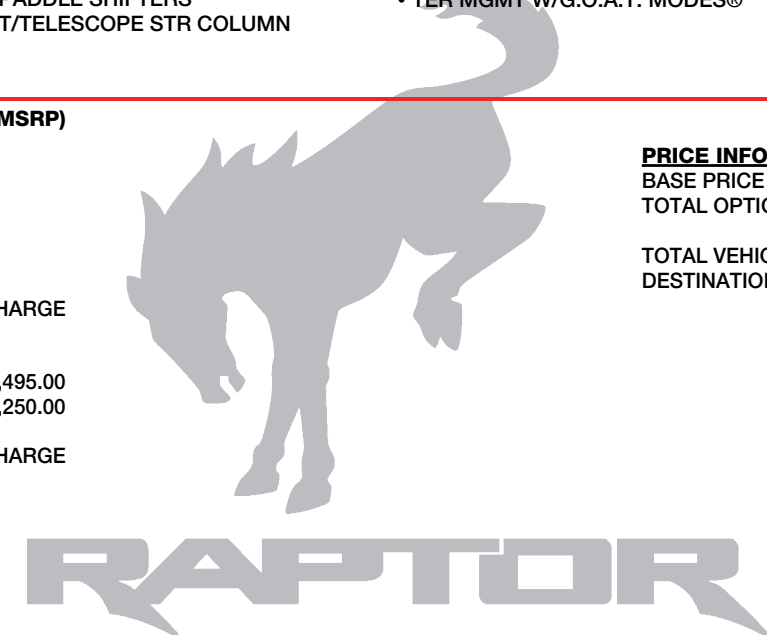 PADDLE SHIFTERS
T/TELESCOPE STR COLUMN
• TER MGMT W/G.O.A.T. MODES®
MSRP)
HARGE
,495.00
,250.00
HARGE
PRICE INFO
BASE PRICE
TOTAL OPTIO
TOTAL VEHIC
DESTINATION
RAPTOR